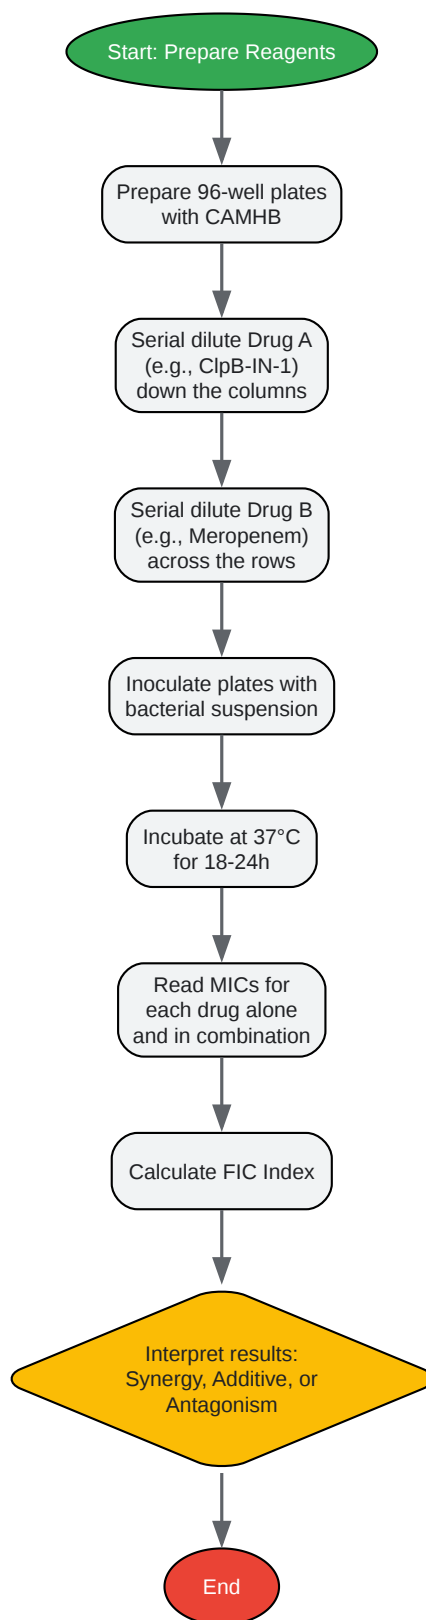 Start: Prepare Reagents
Prepare 96-well plates
with CAMHB
Serial dilute Drug A
(e.g., ClpB-IN-1)
down the columns
Serial dilute Drug B
(e.g., Meropenem)
across the rows
Inoculate plates with
bacterial suspension
Incubate at 37°C
for 18-24h
Read MICs for
each drug alone
and in combination
Calculate FIC Index
Interpret results:
Synergy, Additive, or
Antagonism
End